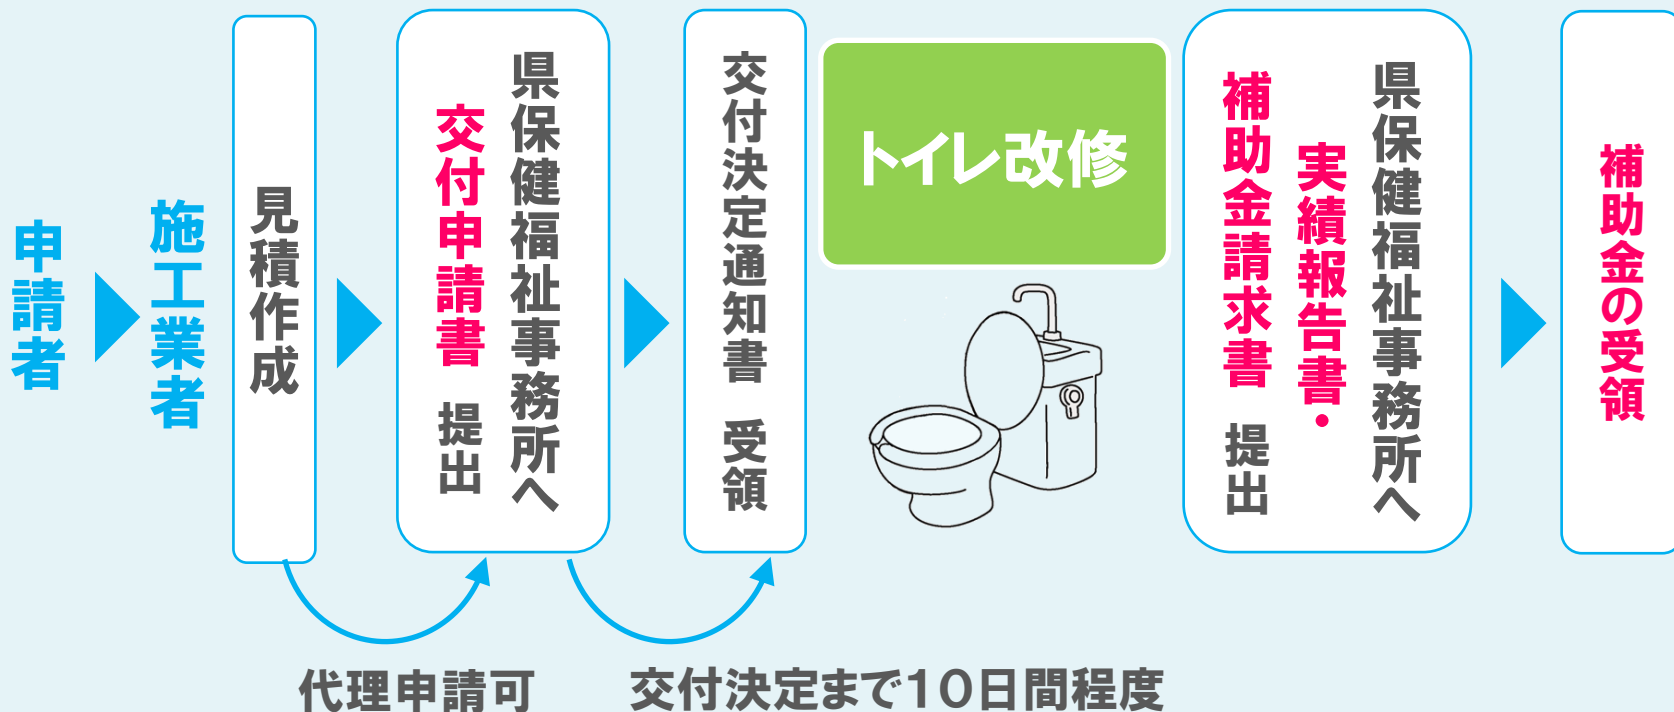 申請者
施工業者
見積作成
県保健福祉事務所へ
交付申請書　提出
交付決定通知書　受領
トイレ改修
県保健福祉事務所へ
実績報告書・
補助金請求書　提出
補助金の受領
代理申請可
交付決定まで10日間程度